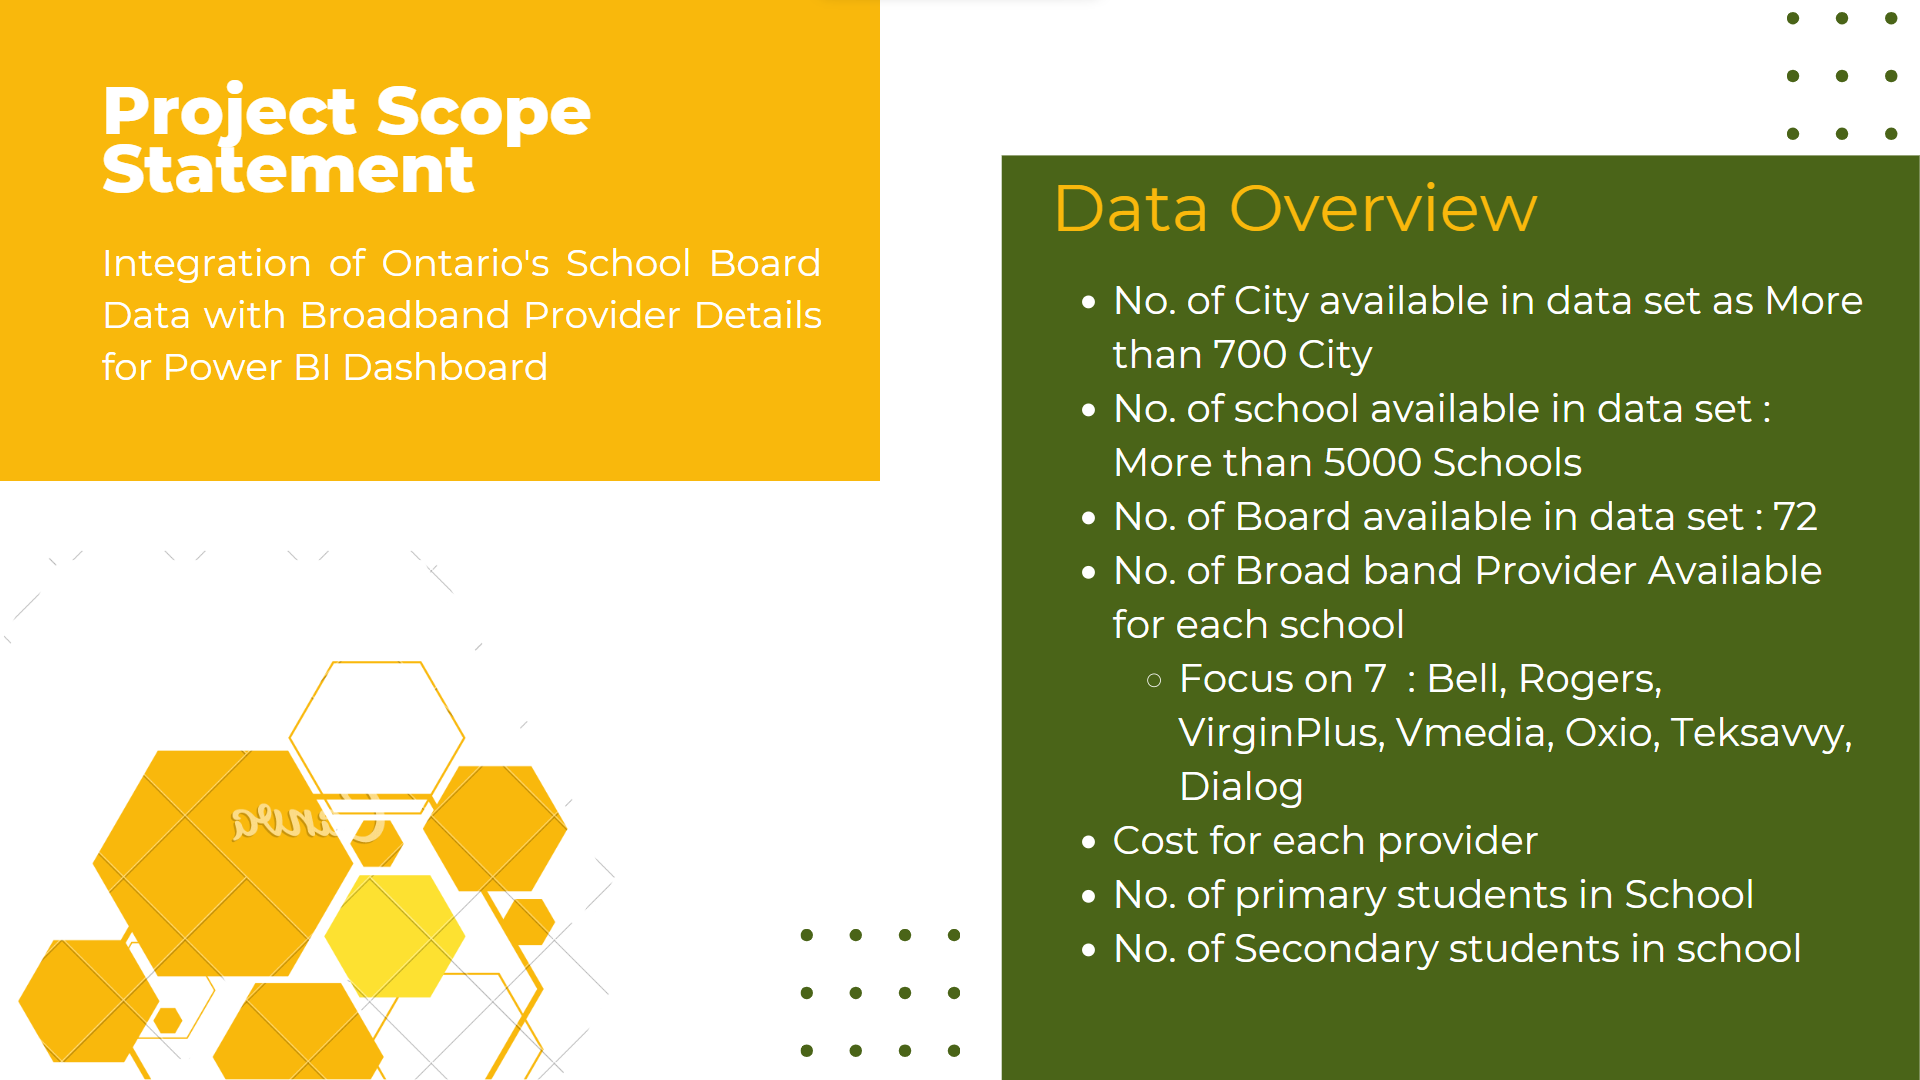 Project Scope
Statement
Integration of Ontario's School Board
Data with Broadband Provider Details
for Power BI Dashboard
Data Overview
No. of City available in data set as More
than 700 City
No. of school available in data set :
More than 5000 Schools
No. of Board available in data set : 72
No. of Broad band Provider Available
for each school
Focus on 7 : Bell, Rogers,
VirginPlus, Vmedia, Oxio, Teksavvy,
Dialog
Cost for each provider
No. of primary students in School
No. of Secondary students in school
Canva